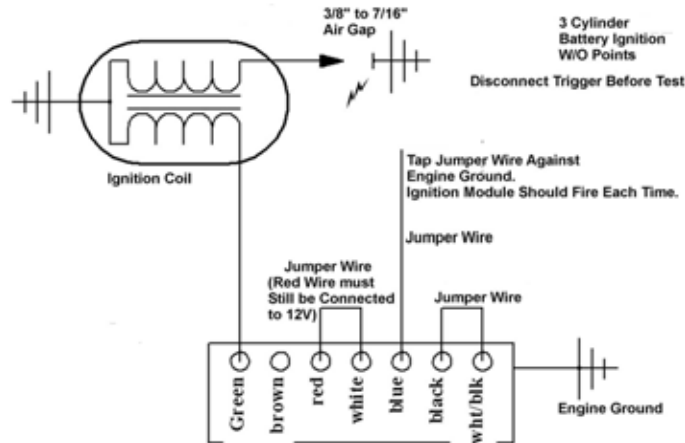 3/8" to 7/16"
Air Gap
3 Cylinder
Battery Ignition
W/O Points
Disconnect Trigger Before Test
Ignition Coil
Tap Jumper Wire Against
Engine Ground.
Ignition Module Should Fire Each Time.
Jumper Wire
Jumper Wire
(Red Wire must
Still be Connected
to 12V)
Jumper Wire
Green
brown
red
white
blue
black
wht/blk
Engine Ground